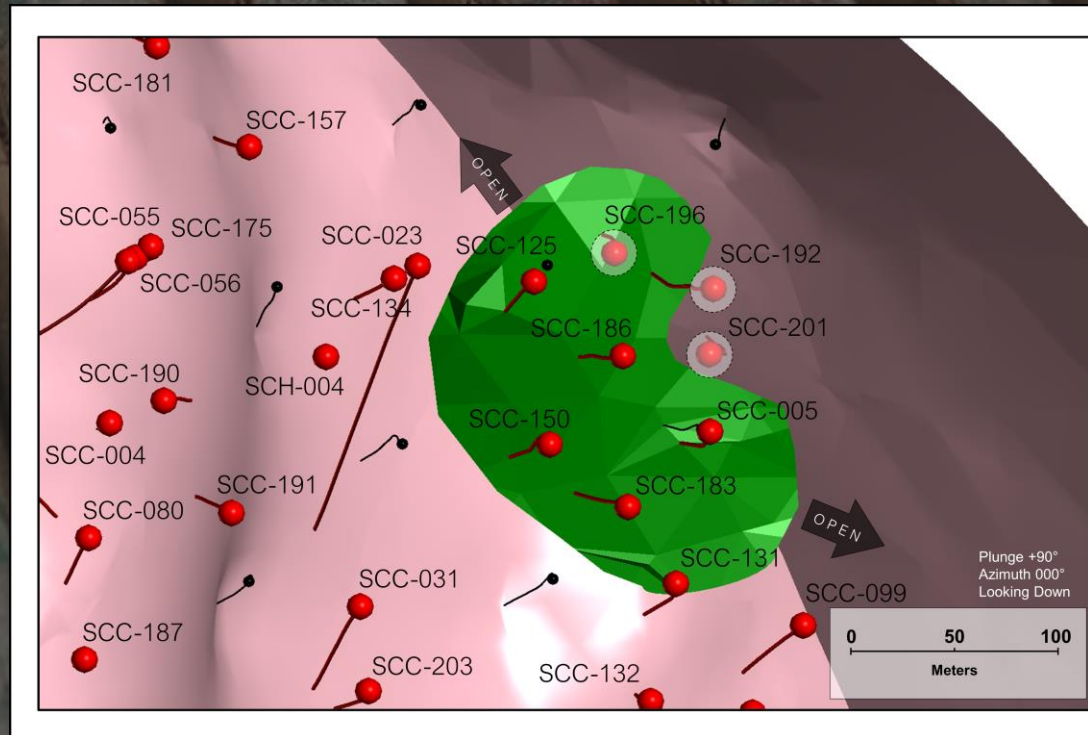 SCC-181
SCC-157
OPEN
SCC-055
SCC-175
SCC-023
SCC-196
SCC-125
SCC-192
SCC-056
SCC-134
SCC-186
SCC-201
SCH-004
SCC-190
SCC-150
SCC-005
SCC-004
SCC-191
SCC-183
SCC-080
OPEN
SCC-131
Plunge +90°
Azimuth 000°
Looking Down
SCC-031
SCC-099
SCC-187
SCC-203
SCC-132
0 50 100
Meters